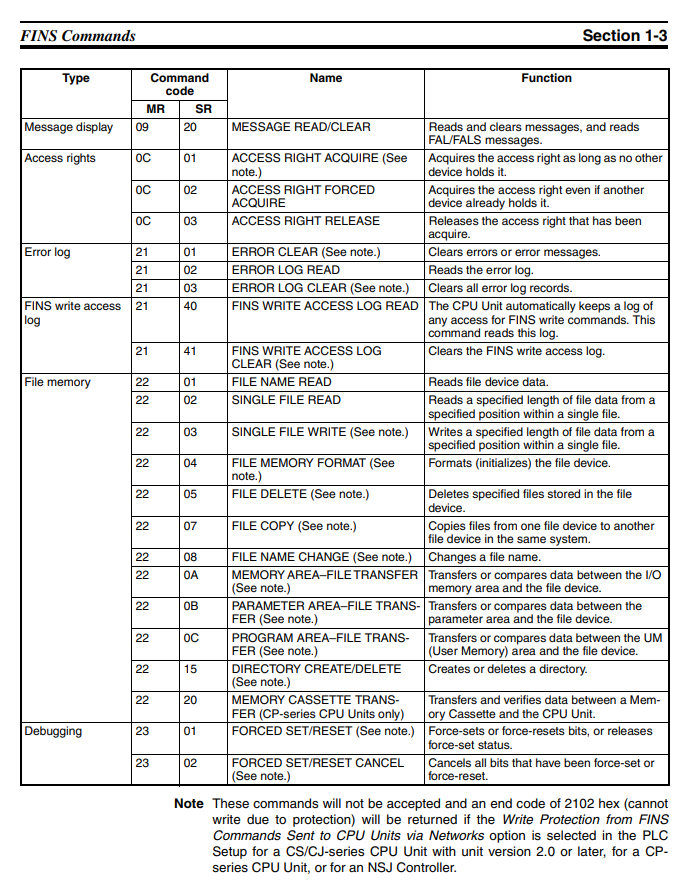 FINS Commands Section 1-3
Type Command code Name Function
MR SR
Message display 09 20 MESSAGE READ/CLEAR Reads and clears messages, and reads
FAL/FALS messages.
Access rights 0C 01 ACCESS RIGHT ACQUIRE (See
note.)
Acquires the access right as long as no other
device holds it.
0C 02 ACCESS RIGHT FORCED
ACQUIRE
Acquires the access right even if another
device already holds it.
0C 03 ACCESS RIGHT RELEASE Releases the access right that has been
acquire.
Error log 21 01 ERROR CLEAR (See note.) Clears errors or error messages.
21 02 ERROR LOG READ Reads the error log.
21 03 ERROR LOG CLEAR (See note.) Clears all error log records.
FINS write access
log
21 40 FINS WRITE ACCESS LOG READ The CPU Unit automatically keeps a log of
any access for FINS write commands. This
command reads this log.
21 41 FINS WRITE ACCESS LOG
CLEAR (See note.)
Clears the FINS write access log.
File memory 22 01 FILE NAME READ Reads file device data.
22 02 SINGLE FILE READ Reads a specified length of file data from a
specified position within a single file.
22 03 SINGLE FILE WRITE (See note.) Writes a specified length of file data from a
specified position within a single file.
22 04 FILE MEMORY FORMAT (See
note.)
Formats (initializes) the file device.
22 05 FILE DELETE (See note.) Deletes specified files stored in the file
device.
22 07 FILE COPY (See note.) Copies files from one file device to another
file device in the same system.
22 08 FILE NAME CHANGE (See note.) Changes a file name.
22 0A MEMORY AREA–FILE TRANSFER
(See note.)
Transfers or compares data between the I/O
memory area and the file device.
22 0B PARAMETER AREA–FILE TRANS-
FER (See note.)
Transfers or compares data between the
parameter area and the file device.
22 0C PROGRAM AREA–FILE TRANS-
FER (See note.)
Transfers or compares data between the UM
(User Memory) area and the file device.
22 15 DIRECTORY CREATE/DELETE
(See note.)
Creates or deletes a directory.
22 20 MEMORY CASSETTE TRANS-
FER (CP-series CPU Units only)
Transfers and verifies data between a Mem-
ory Cassette and the CPU Unit.
Debugging 23 01 FORCED SET/RESET (See note.) Force-sets or force-resets bits, or releases
force-set status.
23 02 FORCED SET/RESET CANCEL
(See note.)
Cancels all bits that have been force-set or
force-reset.
Note These commands will not be accepted and an end code of 2102 hex (cannot
write due to protection) will be returned if the Write Protection from FINS
Commands Sent to CPU Units via Networks option is selected in the PLC
Setup for a CS/CJ-series CPU Unit with unit version 2.0 or later, for a CP-
series CPU Unit, or for an NSJ Controller.